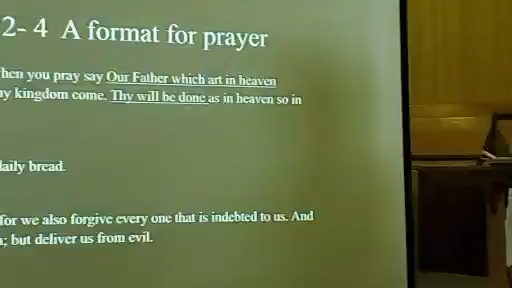 2- 4 A format for prayer
hen you pray say Our Father which art in heaven
y kingdom come. Thy will be done as in heaven so in
daily bread.
for we also forgive every one that is indebted to us. And
; but deliver us from evil.